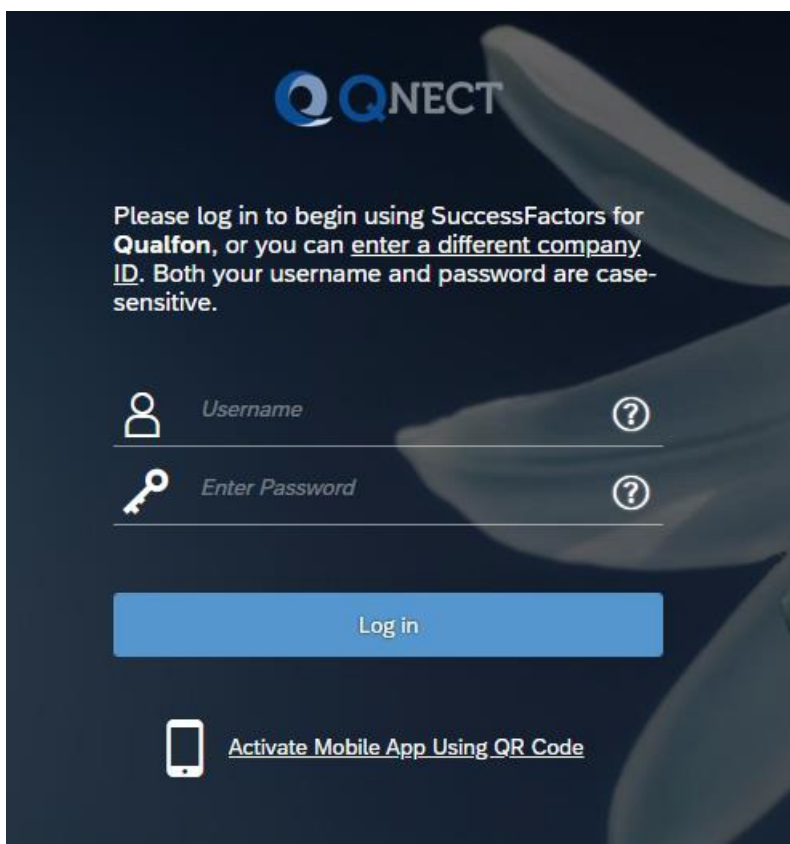 QNECT
Please log in to begin using SuccessFactors for
Qualfon, or you can enter a different company
ID. Both your username and password are case-
sensitive.
Username
Enter Password
Log in
Activate Mobile App Using QR Code